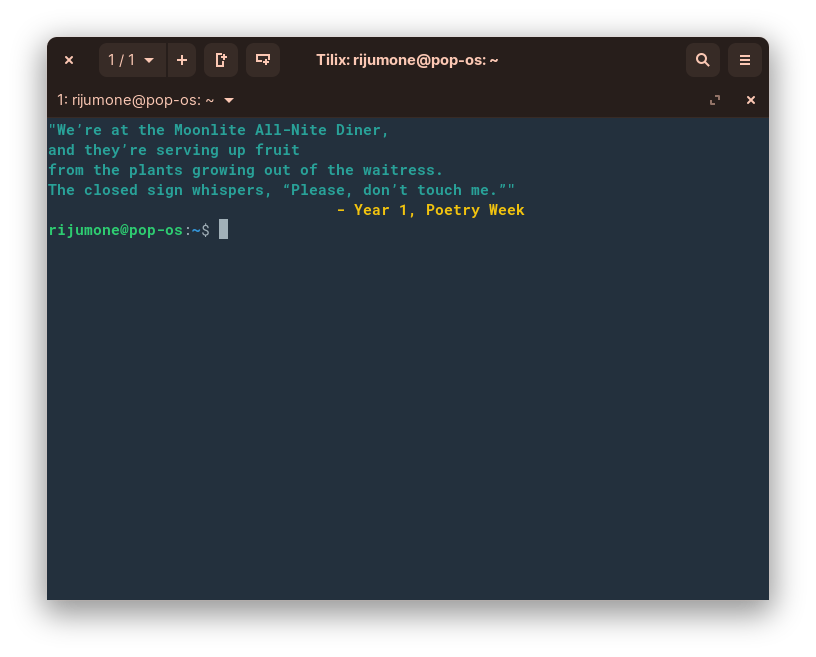 1 / 1
Tilix: rijumone@pop-os: ~
1: rijumone@pop-os: ~
"We’re at the Moonlite All-Nite Diner,
and they’re serving up fruit
from the plants growing out of the waitress.
The closed sign whispers, “Please, don’t touch me.”"
- Year 1, Poetry Week
rijumone@pop-os:~$